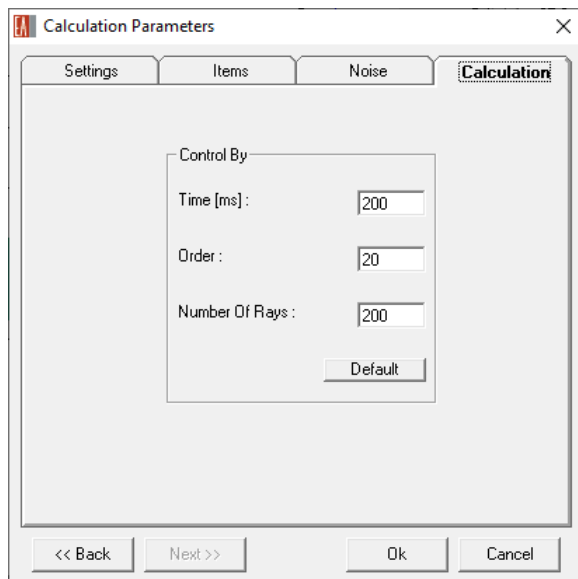 EA
Calculation Parameters
Settings Items Noise Calculation
Control By
Time [ms] : 200
Order : 20
Number Of Rays : 200
Default
<< Back Next >> Ok Cancel